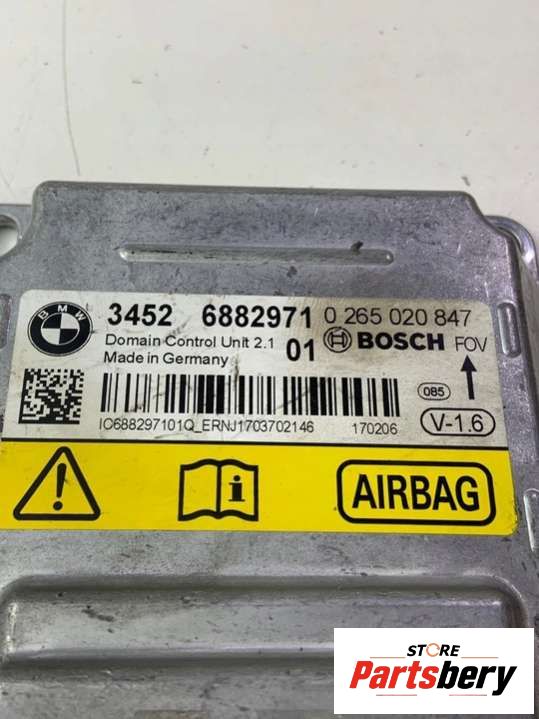 BMW
3452 6882971 0 265 020 847
Domain Control Unit 2.1 01 BOSCH FOV
Made in Germany
085
V-1.6
IO688297101Q_ERNJ1703702146 170206
AIRBAG
STORE
Partsbery